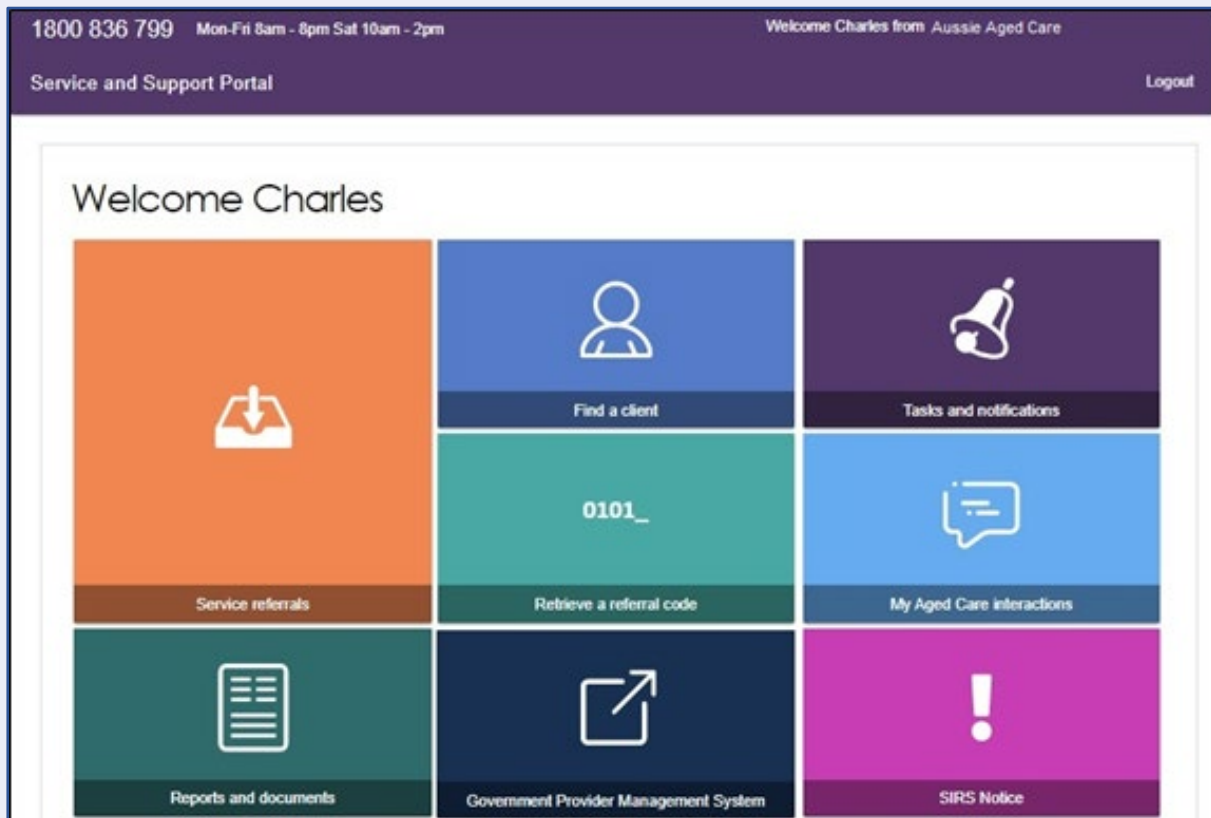 1800 836 799 Mon-Fri 8am - 8pm Sat 10am - 2pm
Welcome Charles from Aussie Aged Care
Service and Support Portal
Logout
Welcome Charles
Find a client
Tasks and notifications
0101_
Service referrals
Retrieve a referral code
My Aged Care interactions
Reports and documents
Government Provider Management System
SIRS Notice